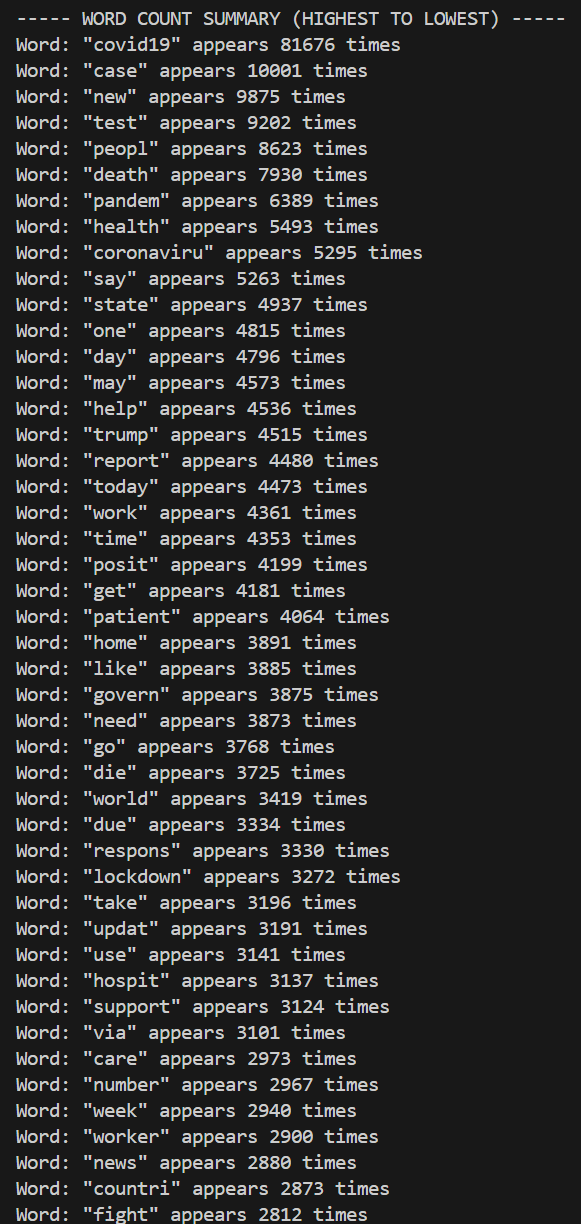 ----- WORD COUNT SUMMARY (HIGHEST TO LOWEST) -----
Word: "covid19" appears 81676 times
Word: "case" appears 10001 times
Word: "new" appears 9875 times
Word: "test" appears 9202 times
Word: "peopl" appears 8623 times
Word: "death" appears 7930 times
Word: "pandem" appears 6389 times
Word: "health" appears 5493 times
Word: "coronaviru" appears 5295 times
Word: "say" appears 5263 times
Word: "state" appears 4937 times
Word: "one" appears 4815 times
Word: "day" appears 4796 times
Word: "may" appears 4573 times
Word: "help" appears 4536 times
Word: "trump" appears 4515 times
Word: "report" appears 4480 times
Word: "today" appears 4473 times
Word: "work" appears 4361 times
Word: "time" appears 4353 times
Word: "posit" appears 4199 times
Word: "get" appears 4181 times
Word: "patient" appears 4064 times
Word: "home" appears 3891 times
Word: "like" appears 3885 times
Word: "govern" appears 3875 times
Word: "need" appears 3873 times
Word: "go" appears 3768 times
Word: "die" appears 3725 times
Word: "world" appears 3419 times
Word: "due" appears 3334 times
Word: "respons" appears 3330 times
Word: "lockdown" appears 3272 times
Word: "take" appears 3196 times
Word: "updat" appears 3191 times
Word: "use" appears 3141 times
Word: "hospit" appears 3137 times
Word: "support" appears 3124 times
Word: "via" appears 3101 times
Word: "care" appears 2973 times
Word: "number" appears 2967 times
Word: "week" appears 2940 times
Word: "worker" appears 2900 times
Word: "news" appears 2880 times
Word: "countri" appears 2873 times
Word: "fight" appears 2812 times